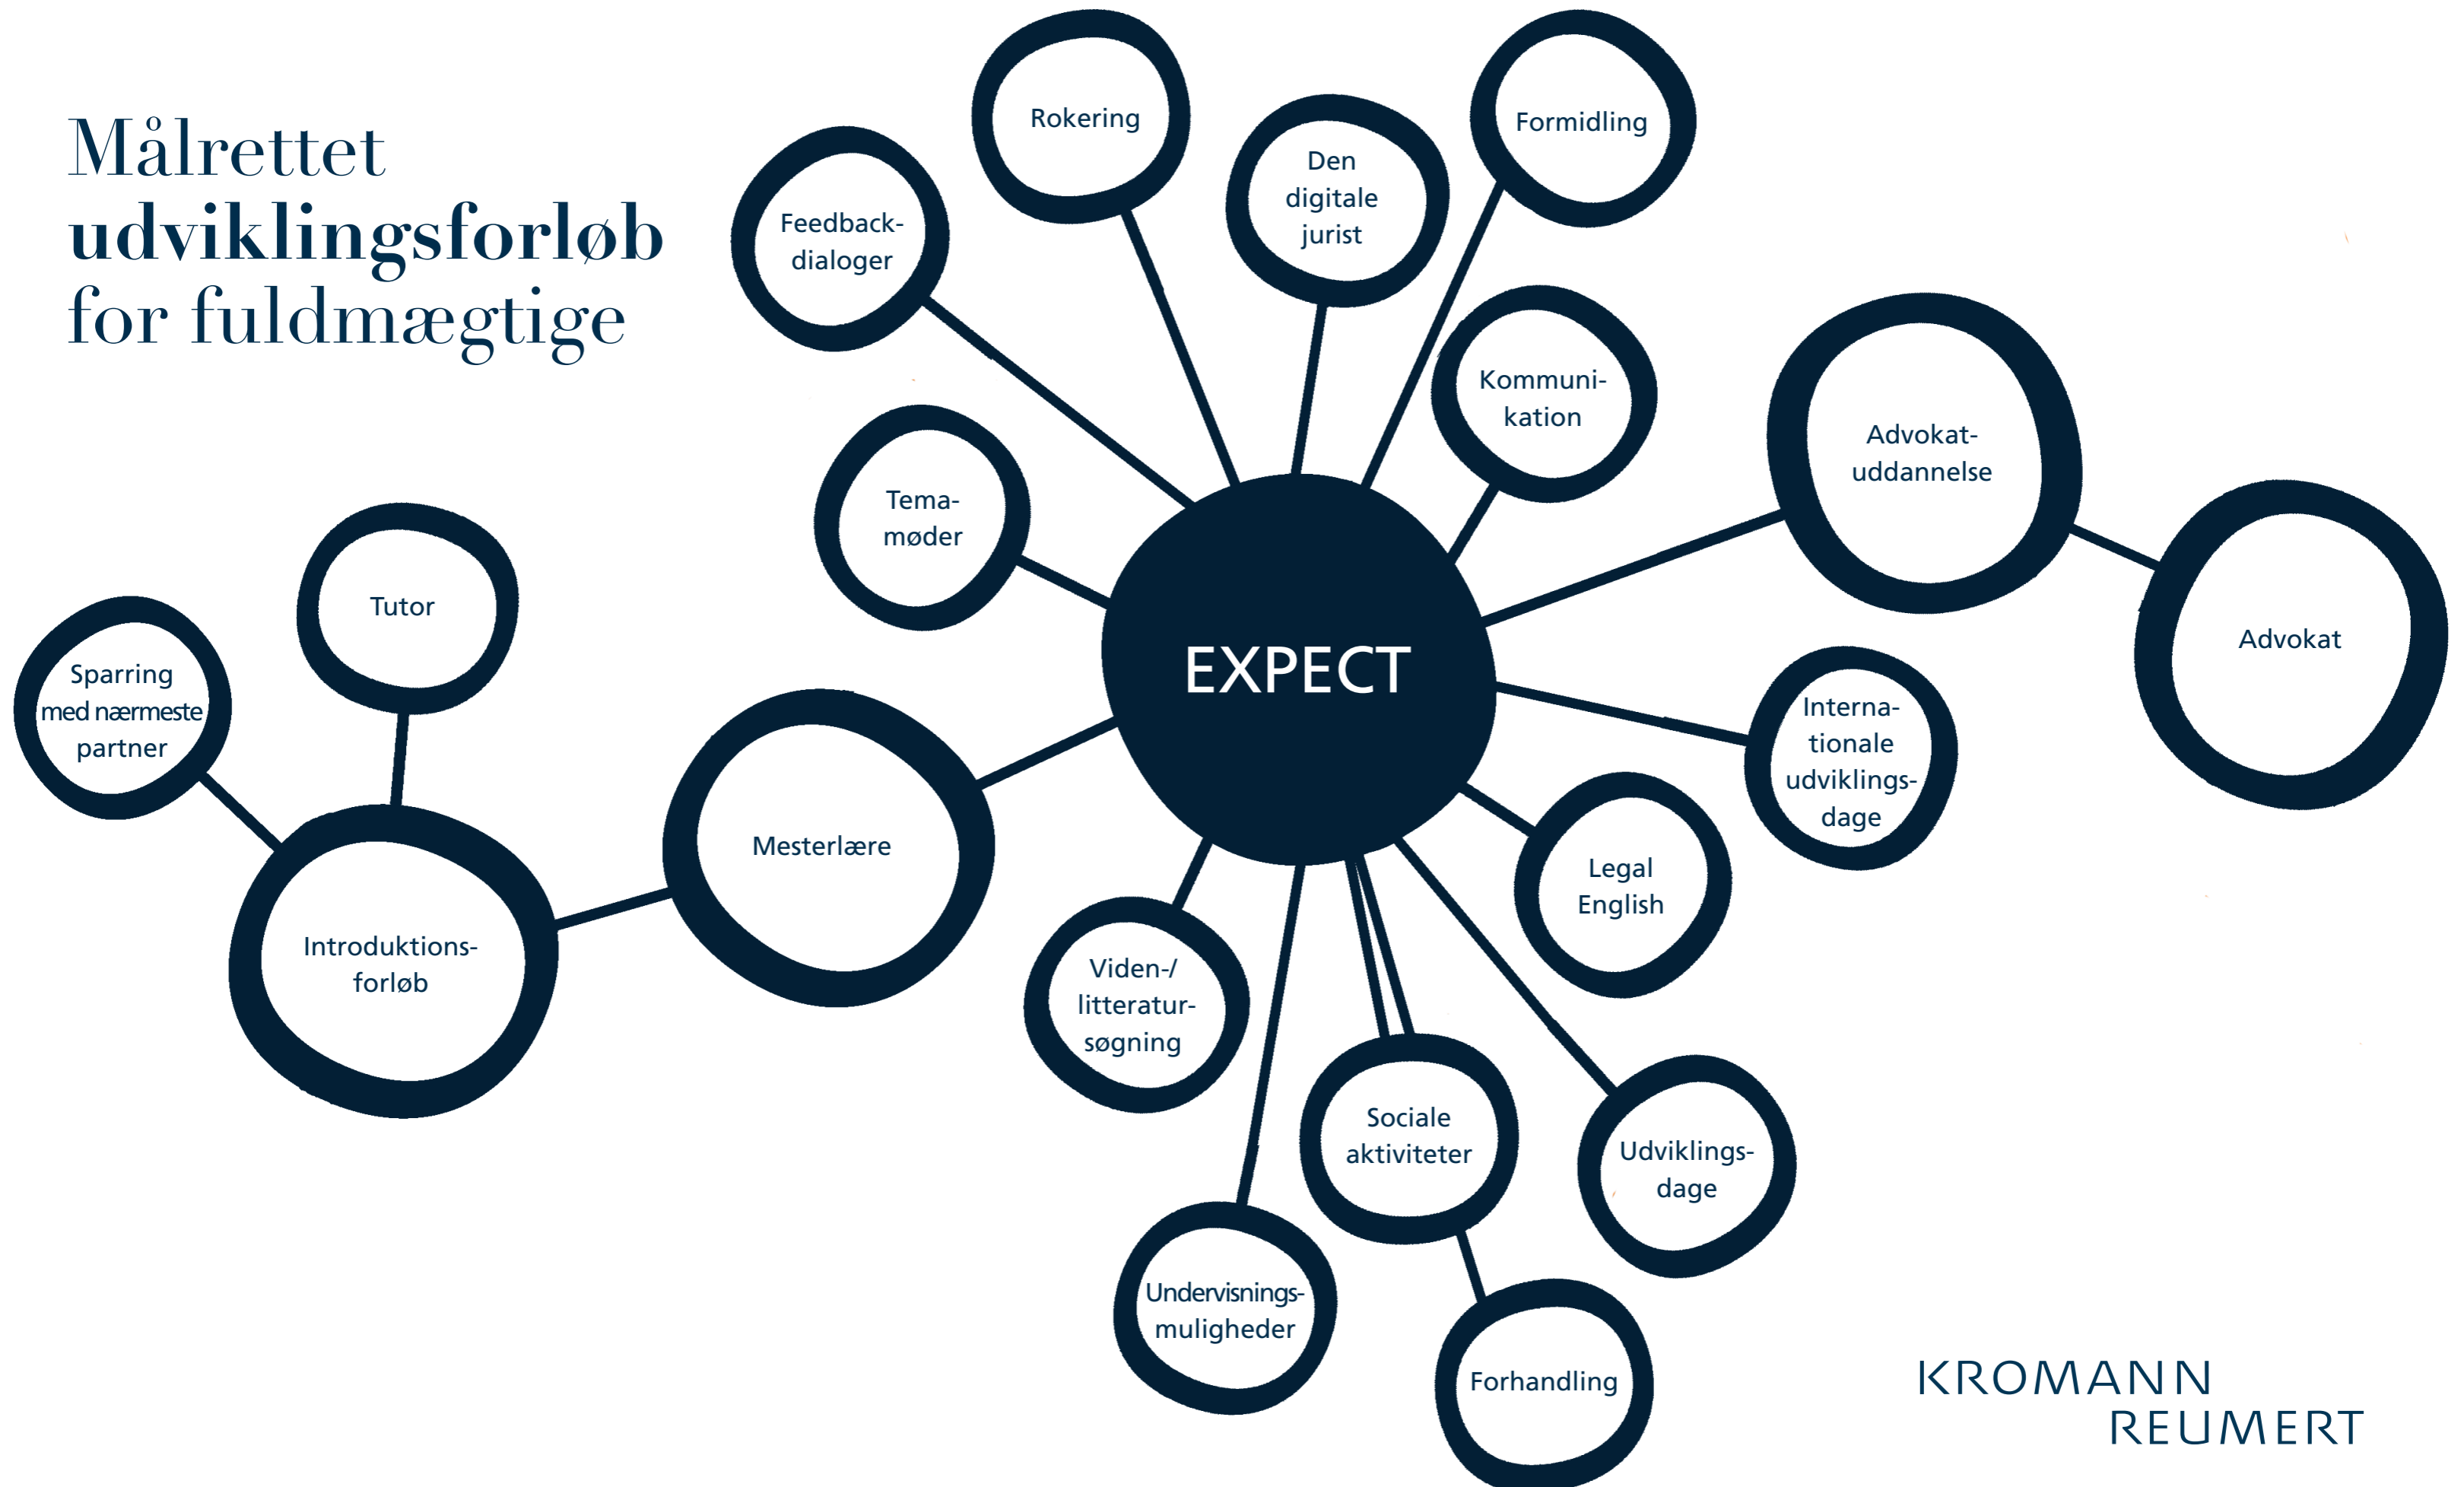 Målrettet
udviklingsforløb
for fuldmægtige
Rokering
Formidling
Den
digitale
jurist
Feedback-
dialoger
Kommuni-
kation
Advokat-
uddannelse
Tema-
møder
Tutor
Advokat
EXPECT
Sparring
med nærmeste
partner
Interna-
tionale
udviklings-
dage
Mesterlære
Legal
English
Introduktions-
forløb
Viden-/
litteratur-
søgning
Sociale
aktiviteter
Udviklings-
dage
Undervisnings-
muligheder
Forhandling
KROMANN
REUMERT